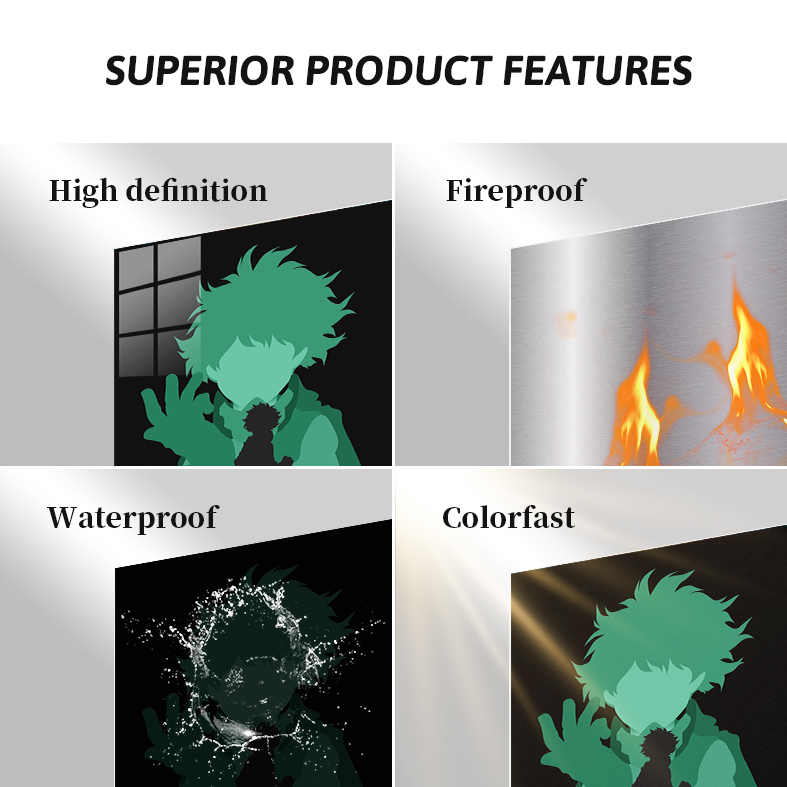 SUPERIOR PRODUCT FEATURES
High definition
Fireproof
Waterproof
Colorfast